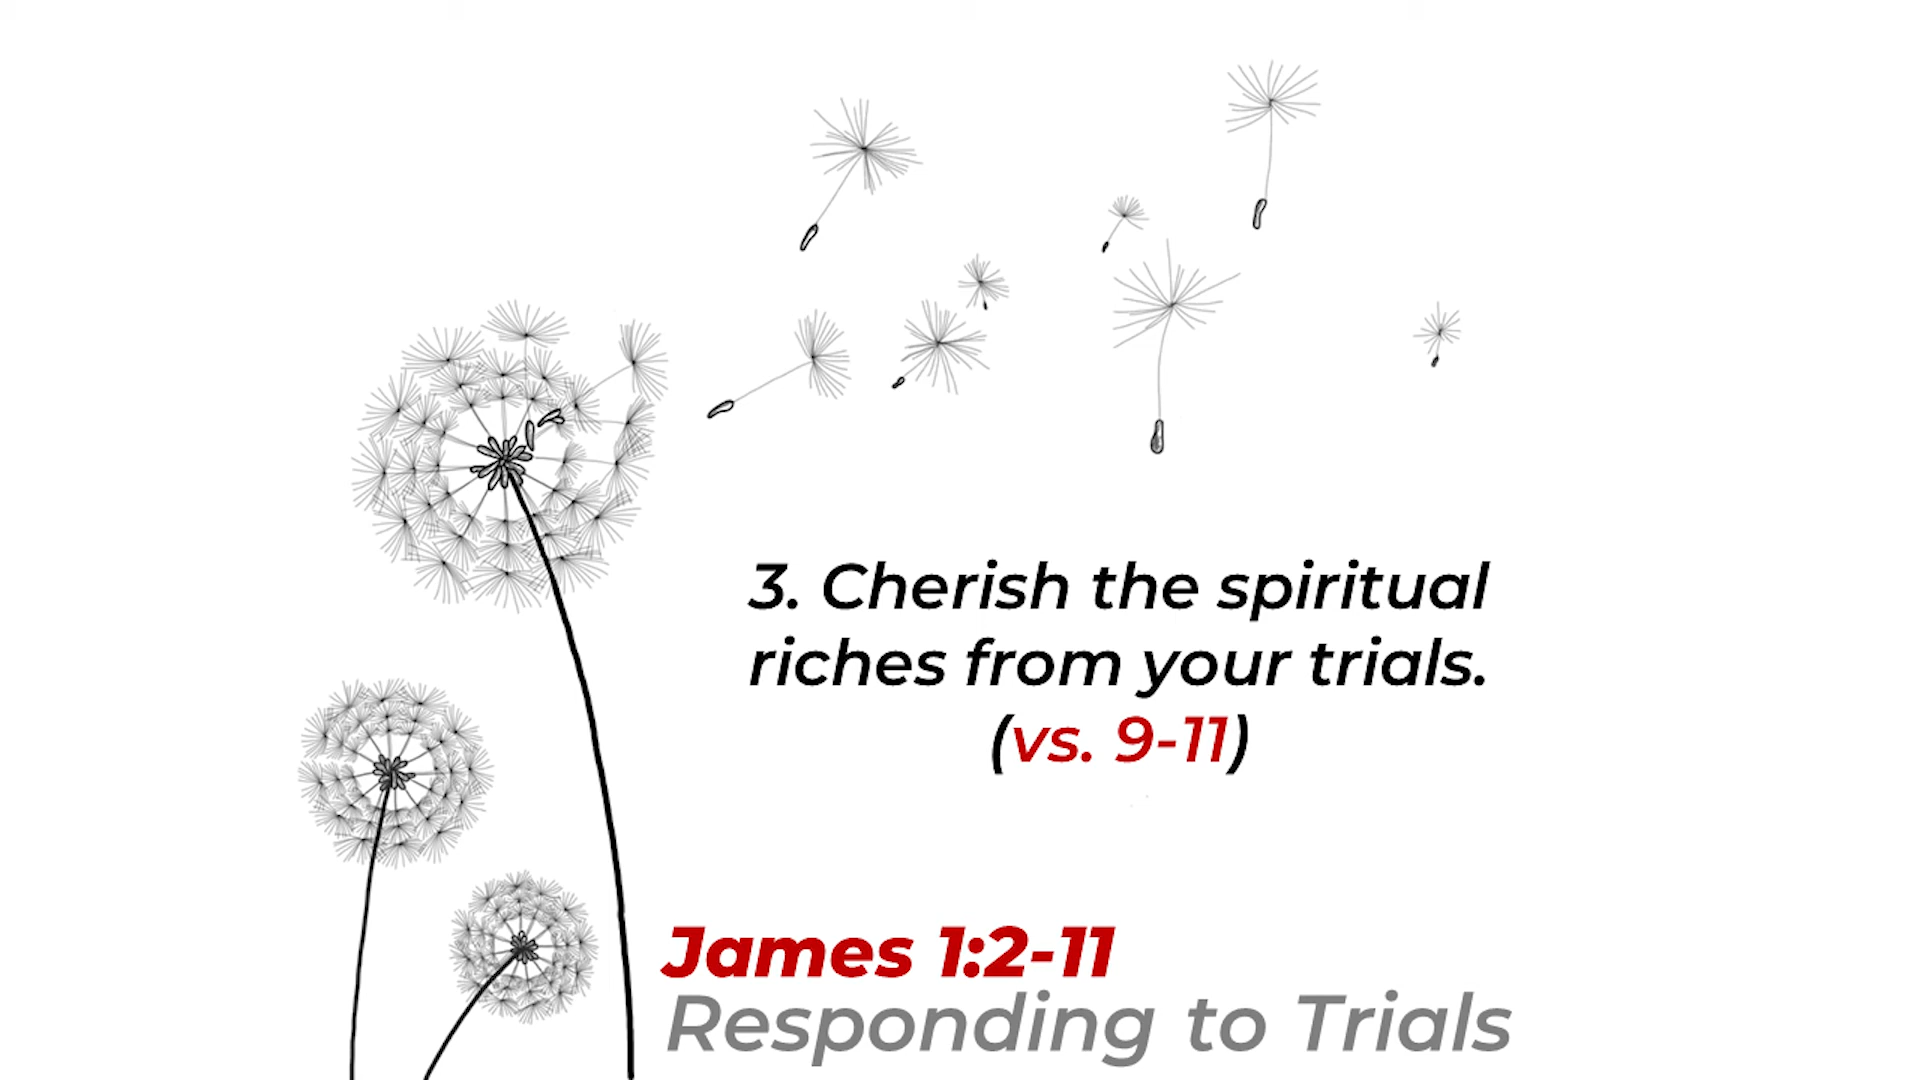 3. Cherish the spiritual
riches from your trials.
(vs. 9-11)
James 1:2-11
Responding to Trials